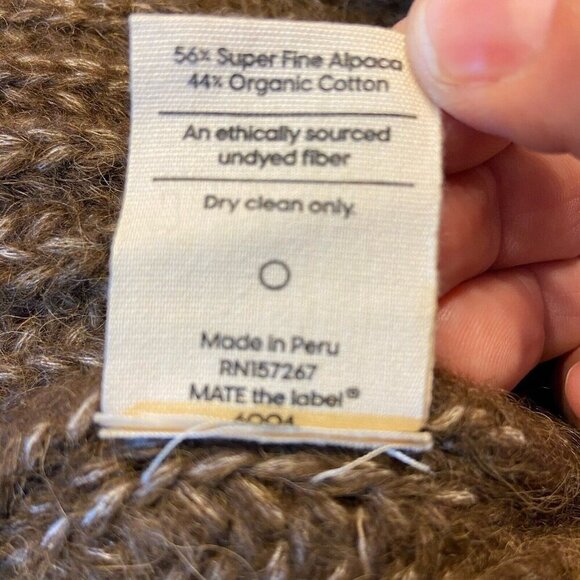 56% Super Fine Alpaca
44% Organic Cotton
An ethically sourced
undyed fiber
Dry clean only.
Made in Peru
RN157267
MATE the label®